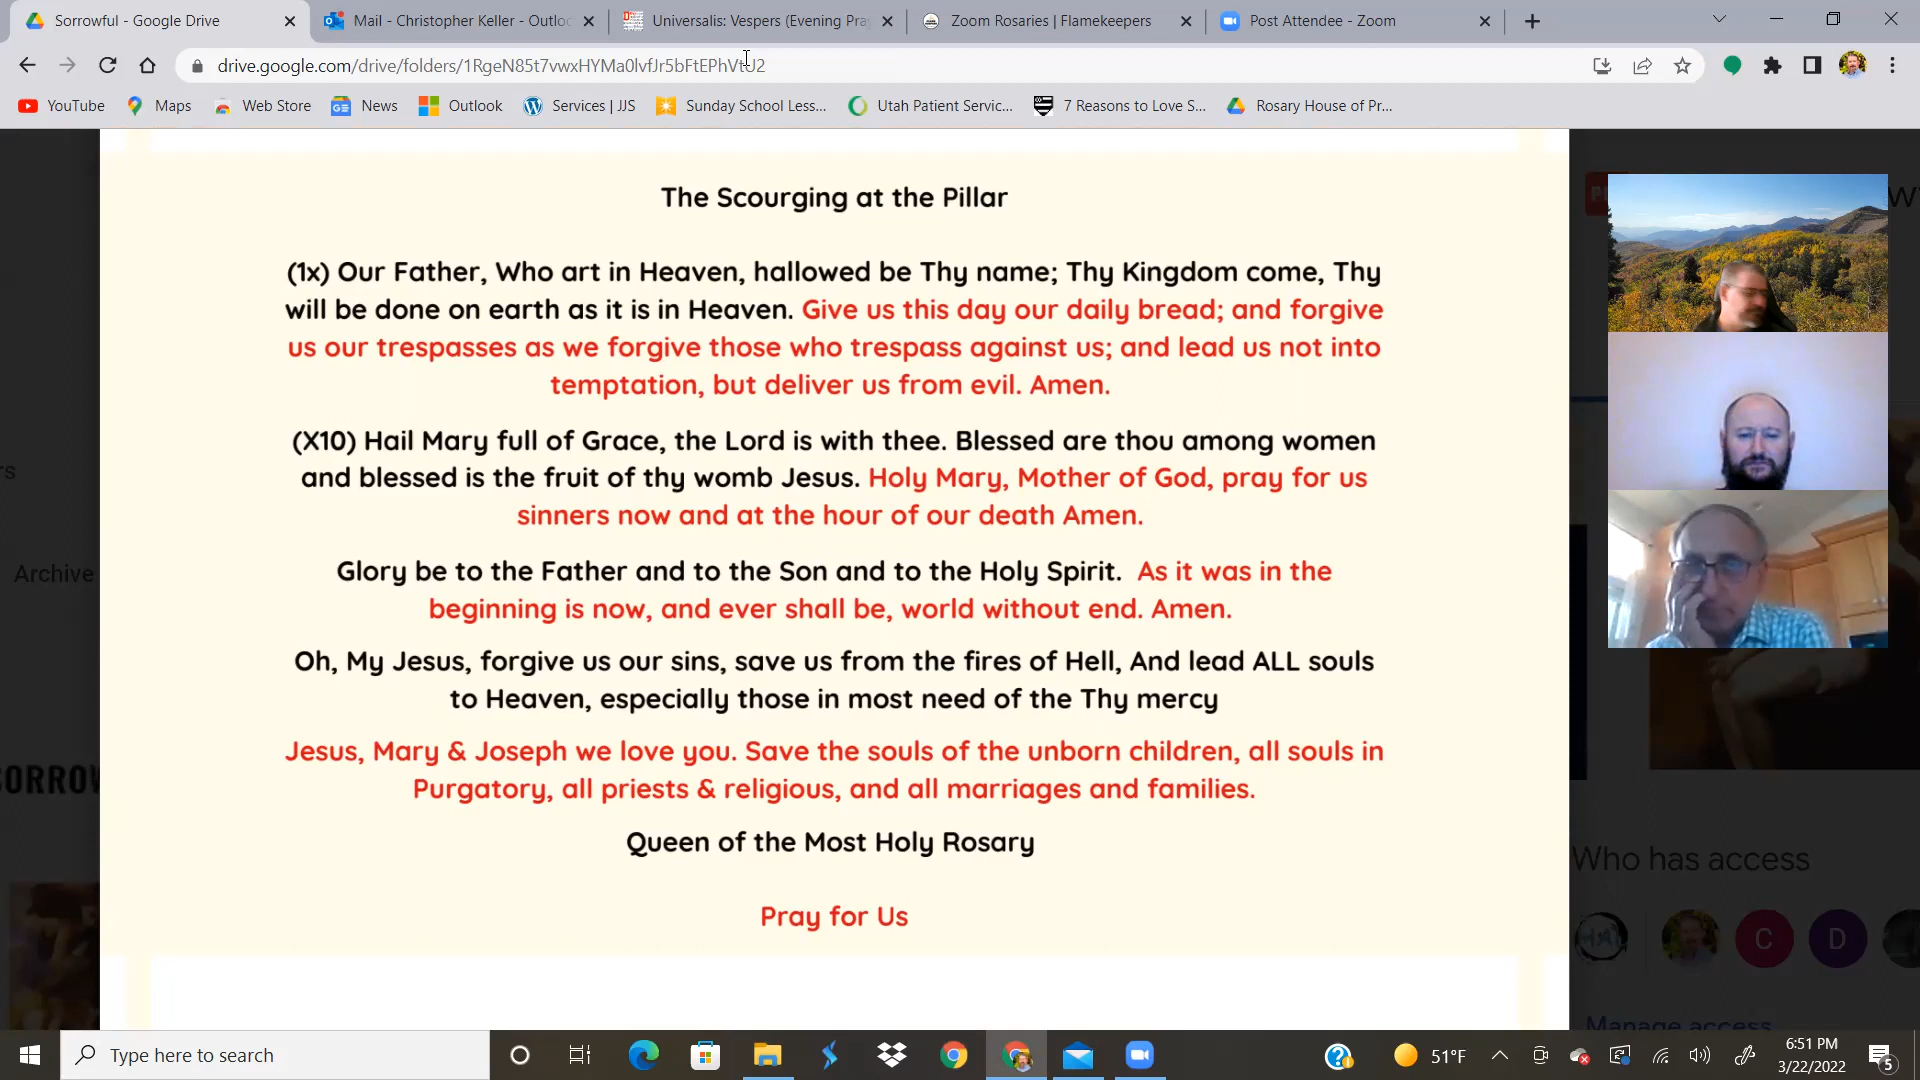 Sorrowful - Google Drive
Mail - Christopher Keller - Outloo
Universalis: Vespers (Evening Pra
Zoom Rosaries | Flamekeepers
Post Attendee - Zoom
drive.google.com/drive/folders/1RgeN85t7vwxHYMa0lvfJr5bFtEPhVtU2
YouTube
Maps
Web Store
News
Outlook
Services | JJS
Sunday School Less...
Utah Patient Servic...
7 Reasons to Love S...
Rosary House of Pr...
The Scourging at the Pillar
(1x) Our Father, Who art in Heaven, hallowed be Thy name; Thy Kingdom come, Thy
will be done on earth as it is in Heaven. Give us this day our daily bread; and forgive
us our trespasses as we forgive those who trespass against us; and lead us not into
temptation, but deliver us from evil. Amen.
(X10) Hail Mary full of Grace, the Lord is with thee. Blessed are thou among women
and blessed is the fruit of thy womb Jesus. Holy Mary, Mother of God, pray for us
sinners now and at the hour of our death Amen.
Glory be to the Father and to the Son and to the Holy Spirit. As it was in the
beginning is now, and ever shall be, world without end. Amen.
Oh, My Jesus, forgive us our sins, save us from the fires of Hell, And lead ALL souls
to Heaven, especially those in most need of the Thy mercy
Jesus, Mary & Joseph we love you. Save the souls of the unborn children, all souls in
Purgatory, all priests & religious, and all marriages and families.
Queen of the Most Holy Rosary
Pray for Us
rs
Archive
SORROW
Who has access
C
D
Manage access
Type here to search
51°F
6:51 PM
3/22/2022
5